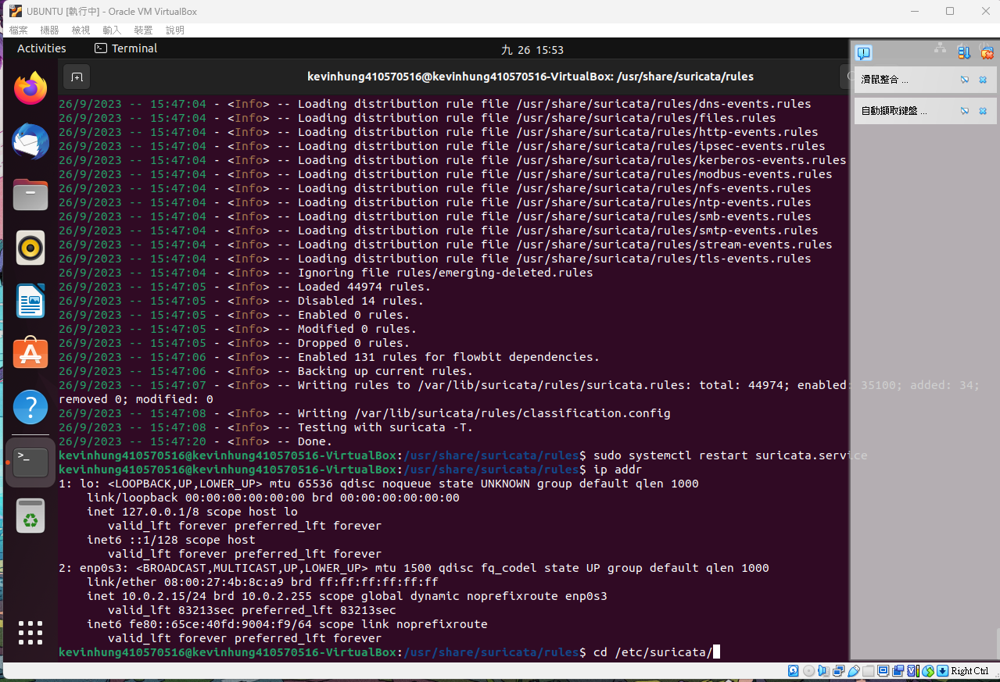 UBUNTU [執行中] - Oracle VM VirtualBox
檔案 機器 檢視 輸入 裝置 說明
Activities Terminal 九 26 15:53
kevinhung410570516@kevinhung410570516-VirtualBox: /usr/share/suricata/rules
滑鼠整合 ...
自動擷取鍵盤 ...
26/9/2023 -- 15:47:04 - <Info> -- Loading distribution rule file /usr/share/suricata/rules/dns-events.rules
26/9/2023 -- 15:47:04 - <Info> -- Loading distribution rule file /usr/share/suricata/rules/files.rules
26/9/2023 -- 15:47:04 - <Info> -- Loading distribution rule file /usr/share/suricata/rules/http-events.rules
26/9/2023 -- 15:47:04 - <Info> -- Loading distribution rule file /usr/share/suricata/rules/ipsec-events.rules
26/9/2023 -- 15:47:04 - <Info> -- Loading distribution rule file /usr/share/suricata/rules/kerberos-events.rules
26/9/2023 -- 15:47:04 - <Info> -- Loading distribution rule file /usr/share/suricata/rules/modbus-events.rules
26/9/2023 -- 15:47:04 - <Info> -- Loading distribution rule file /usr/share/suricata/rules/nfs-events.rules
26/9/2023 -- 15:47:04 - <Info> -- Loading distribution rule file /usr/share/suricata/rules/ntp-events.rules
26/9/2023 -- 15:47:04 - <Info> -- Loading distribution rule file /usr/share/suricata/rules/smb-events.rules
26/9/2023 -- 15:47:04 - <Info> -- Loading distribution rule file /usr/share/suricata/rules/smtp-events.rules
26/9/2023 -- 15:47:04 - <Info> -- Loading distribution rule file /usr/share/suricata/rules/stream-events.rules
26/9/2023 -- 15:47:04 - <Info> -- Loading distribution rule file /usr/share/suricata/rules/tls-events.rules
26/9/2023 -- 15:47:04 - <Info> -- Ignoring file rules/emerging-deleted.rules
26/9/2023 -- 15:47:05 - <Info> -- Loaded 44974 rules.
26/9/2023 -- 15:47:05 - <Info> -- Disabled 14 rules.
26/9/2023 -- 15:47:05 - <Info> -- Enabled 0 rules.
26/9/2023 -- 15:47:05 - <Info> -- Modified 0 rules.
26/9/2023 -- 15:47:05 - <Info> -- Dropped 0 rules.
26/9/2023 -- 15:47:06 - <Info> -- Enabled 131 rules for flowbit dependencies.
26/9/2023 -- 15:47:06 - <Info> -- Backing up current rules.
26/9/2023 -- 15:47:07 - <Info> -- Writing rules to /var/lib/suricata/rules/suricata.rules: total: 44974; enabled: 35100; added: 34;
removed 0; modified: 0
26/9/2023 -- 15:47:08 - <Info> -- Writing /var/lib/suricata/rules/classification.config
26/9/2023 -- 15:47:08 - <Info> -- Testing with suricata -T.
26/9/2023 -- 15:47:20 - <Info> -- Done.
kevinhung410570516@kevinhung410570516-VirtualBox:/usr/share/suricata/rules$ sudo systemctl restart suricata.service
kevinhung410570516@kevinhung410570516-VirtualBox:/usr/share/suricata/rules$ ip addr
1: lo: <LOOPBACK,UP,LOWER_UP> mtu 65536 qdisc noqueue state UNKNOWN group default qlen 1000
link/loopback 00:00:00:00:00:00 brd 00:00:00:00:00:00
inet 127.0.0.1/8 scope host lo
valid_lft forever preferred_lft forever
inet6 ::1/128 scope host
valid_lft forever preferred_lft forever
2: enp0s3: <BROADCAST,MULTICAST,UP,LOWER_UP> mtu 1500 qdisc fq_codel state UP group default qlen 1000
link/ether 08:00:27:4b:8c:a9 brd ff:ff:ff:ff:ff:ff
inet 10.0.2.15/24 brd 10.0.2.255 scope global dynamic noprefixroute enp0s3
valid_lft 83213sec preferred_lft 83213sec
inet6 fe80::65ce:40fd:9004:f9/64 scope link noprefixroute
valid_lft forever preferred_lft forever
kevinhung410570516@kevinhung410570516-VirtualBox:/usr/share/suricata/rules$ cd /etc/suricata/
Right Ctrl